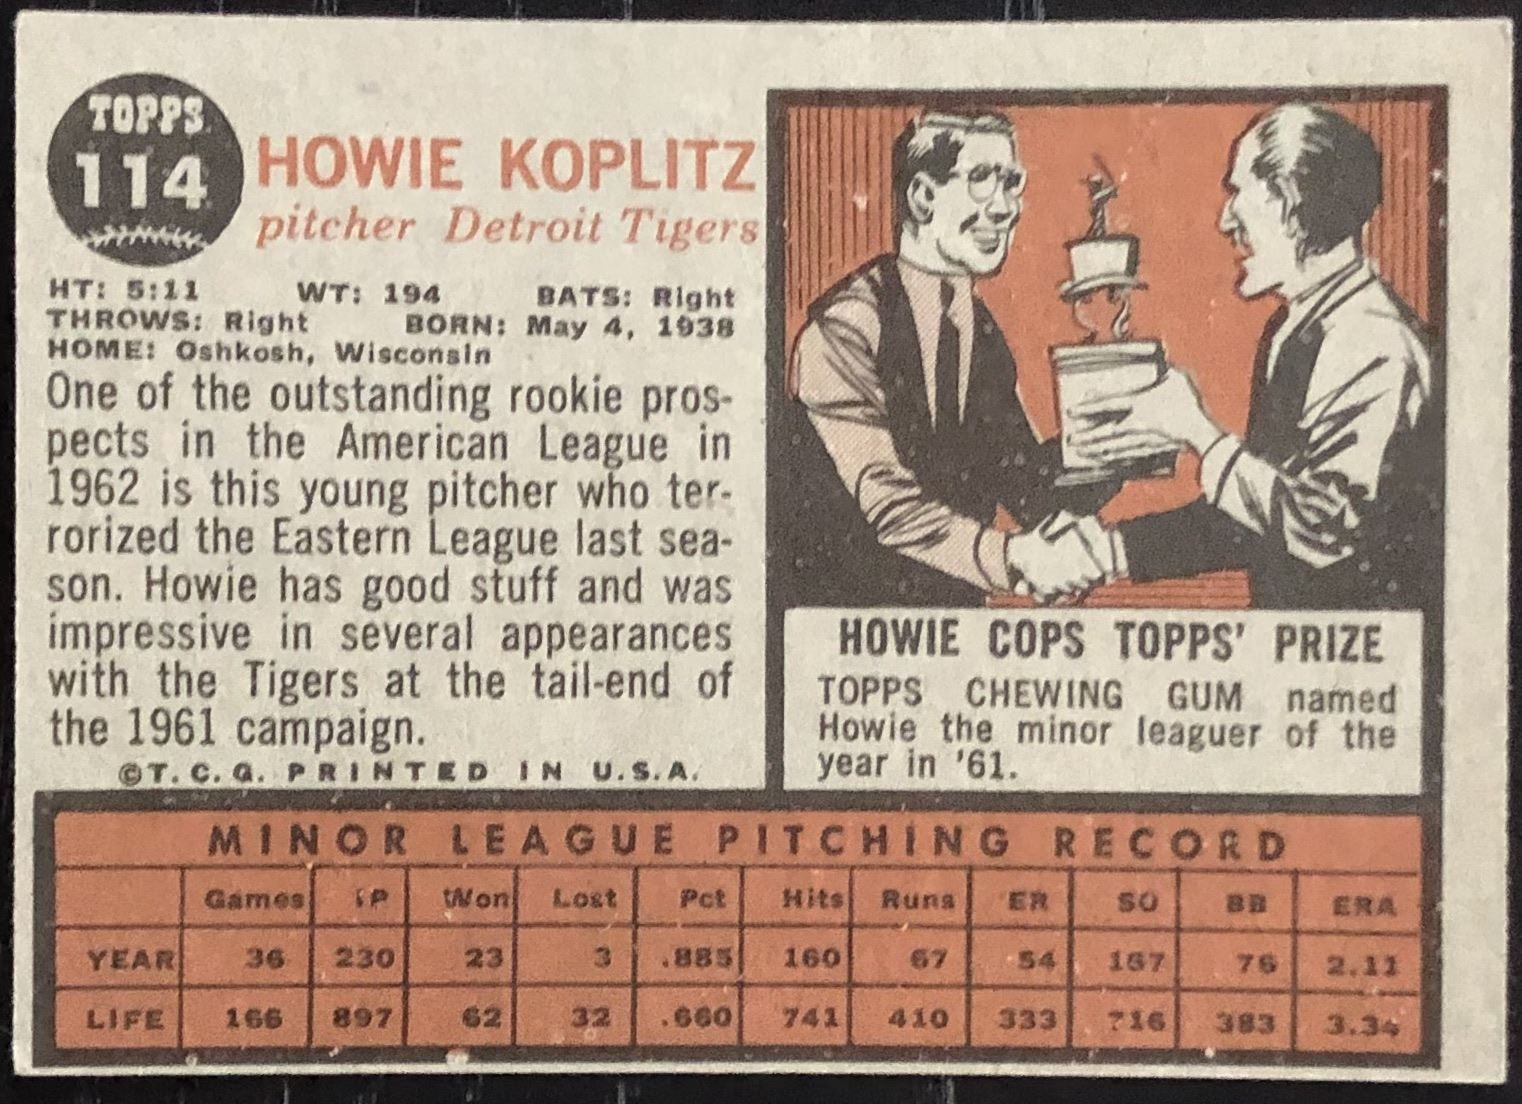 TOPPS
114
HOWIE KOPLITZ
pitcher Detroit Tigers
HT: 5:11 WT: 194 BATS: Right
THROWS: Right BORN: May 4, 1938
HOME: Oshkosh, Wisconsin
One of the outstanding rookie pros-
pects in the American League in
1962 is this young pitcher who ter-
rorized the Eastern League last sea-
son. Howie has good stuff and was
impressive in several appearances
with the Tigers at the tail-end of
the 1961 campaign.
©T.C.G. PRINTED IN U.S.A.
HOWIE COPS TOPPS' PRIZE
TOPPS CHEWING GUM named
Howie the minor leaguer of the
year in '61.
MINOR LEAGUE PITCHING RECORD
Games IP Won Lost Pct Hits Runs ER SO BB ERA
YEAR 36 230 23 3 .885 160 67 54 167 76 2.11
LIFE 166 897 62 32 .660 741 410 333 716 383 3.34